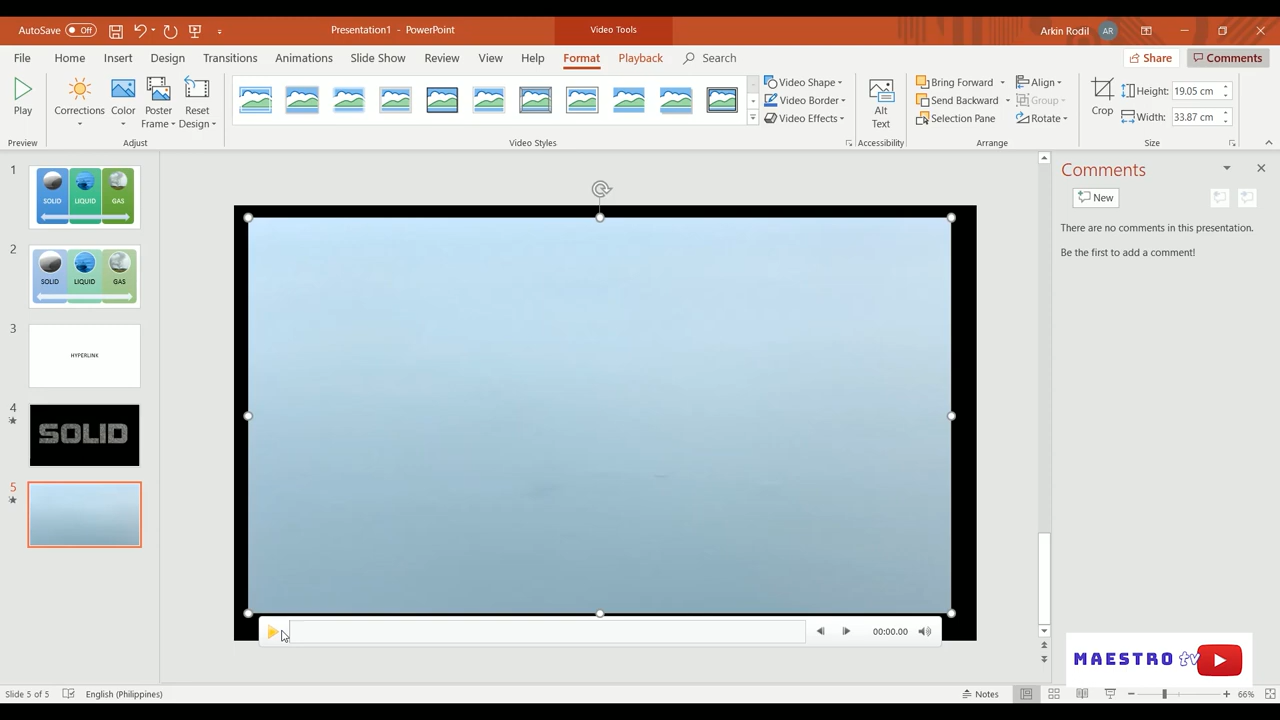 AutoSave Off
Presentation1 - PowerPoint
Video Tools
Arkin Rodil AR
File Home Insert Design Transitions Animations Slide Show Review View Help Format Playback Search
Share Comments
Play
Corrections
Color
Poster Frame
Reset Design
Video Shape
Video Border
Video Effects
Alt Text
Bring Forward
Send Backward
Selection Pane
Align
Group
Rotate
Crop
Height: 19.05 cm
Width: 33.87 cm
Preview Adjust Video Styles Accessibility Arrange Size
1
SOLID LIQUID GAS
2
SOLID LIQUID GAS
3
HYPERLINK
4
SOLID
5
Comments
New
There are no comments in this presentation.
Be the first to add a comment!
00:00.00
MAESTRO tv
Slide 5 of 5 English (Philippines) Notes 66%